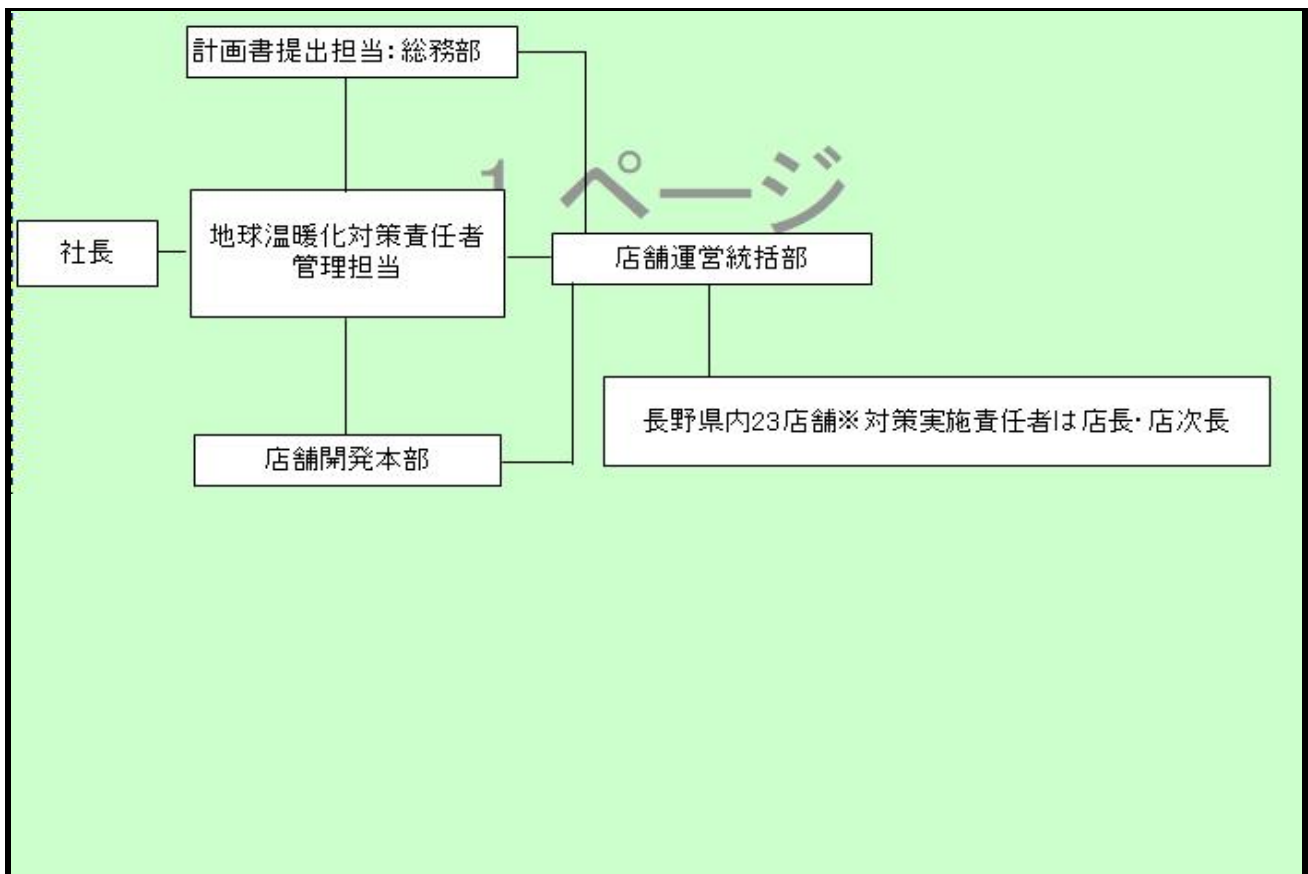 計画書提出担当:総務部
1 ページ
社長
地球温暖化対策責任者
管理担当
店舗運営統括部
長野県内23店舗※対策実施責任者は店長・店次長
店舗開発本部